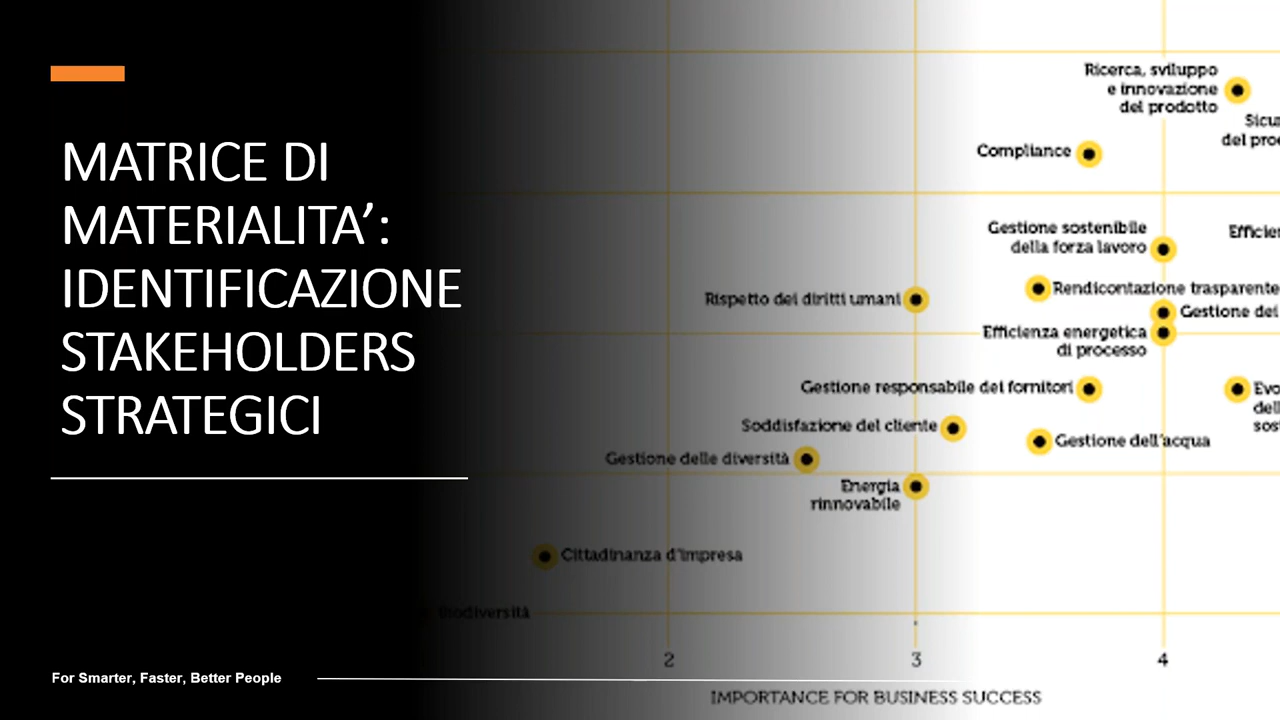 MATRICE DI
MATERIALITA’:
IDENTIFICAZIONE
STAKEHOLDERS
STRATEGICI
For Smarter, Faster, Better People
Ricerca, sviluppo
e innovazione
del prodotto
del
Compliance
Gestione sostenibile
della forza lavoro
Rendicontazione trasparente
Rispetto dei diritti umani
Gestione dei
Efficienza energetica
di processo
Gestione responsabile dei fornitori
Soddisfazione del cliente
Gestione dell'acqua
Gestione delle diversità
Energia
rinnovabile
Cittadinanza d'impresa
Biodiversità
2
3
4
IMPORTANCE FOR BUSINESS SUCCESS